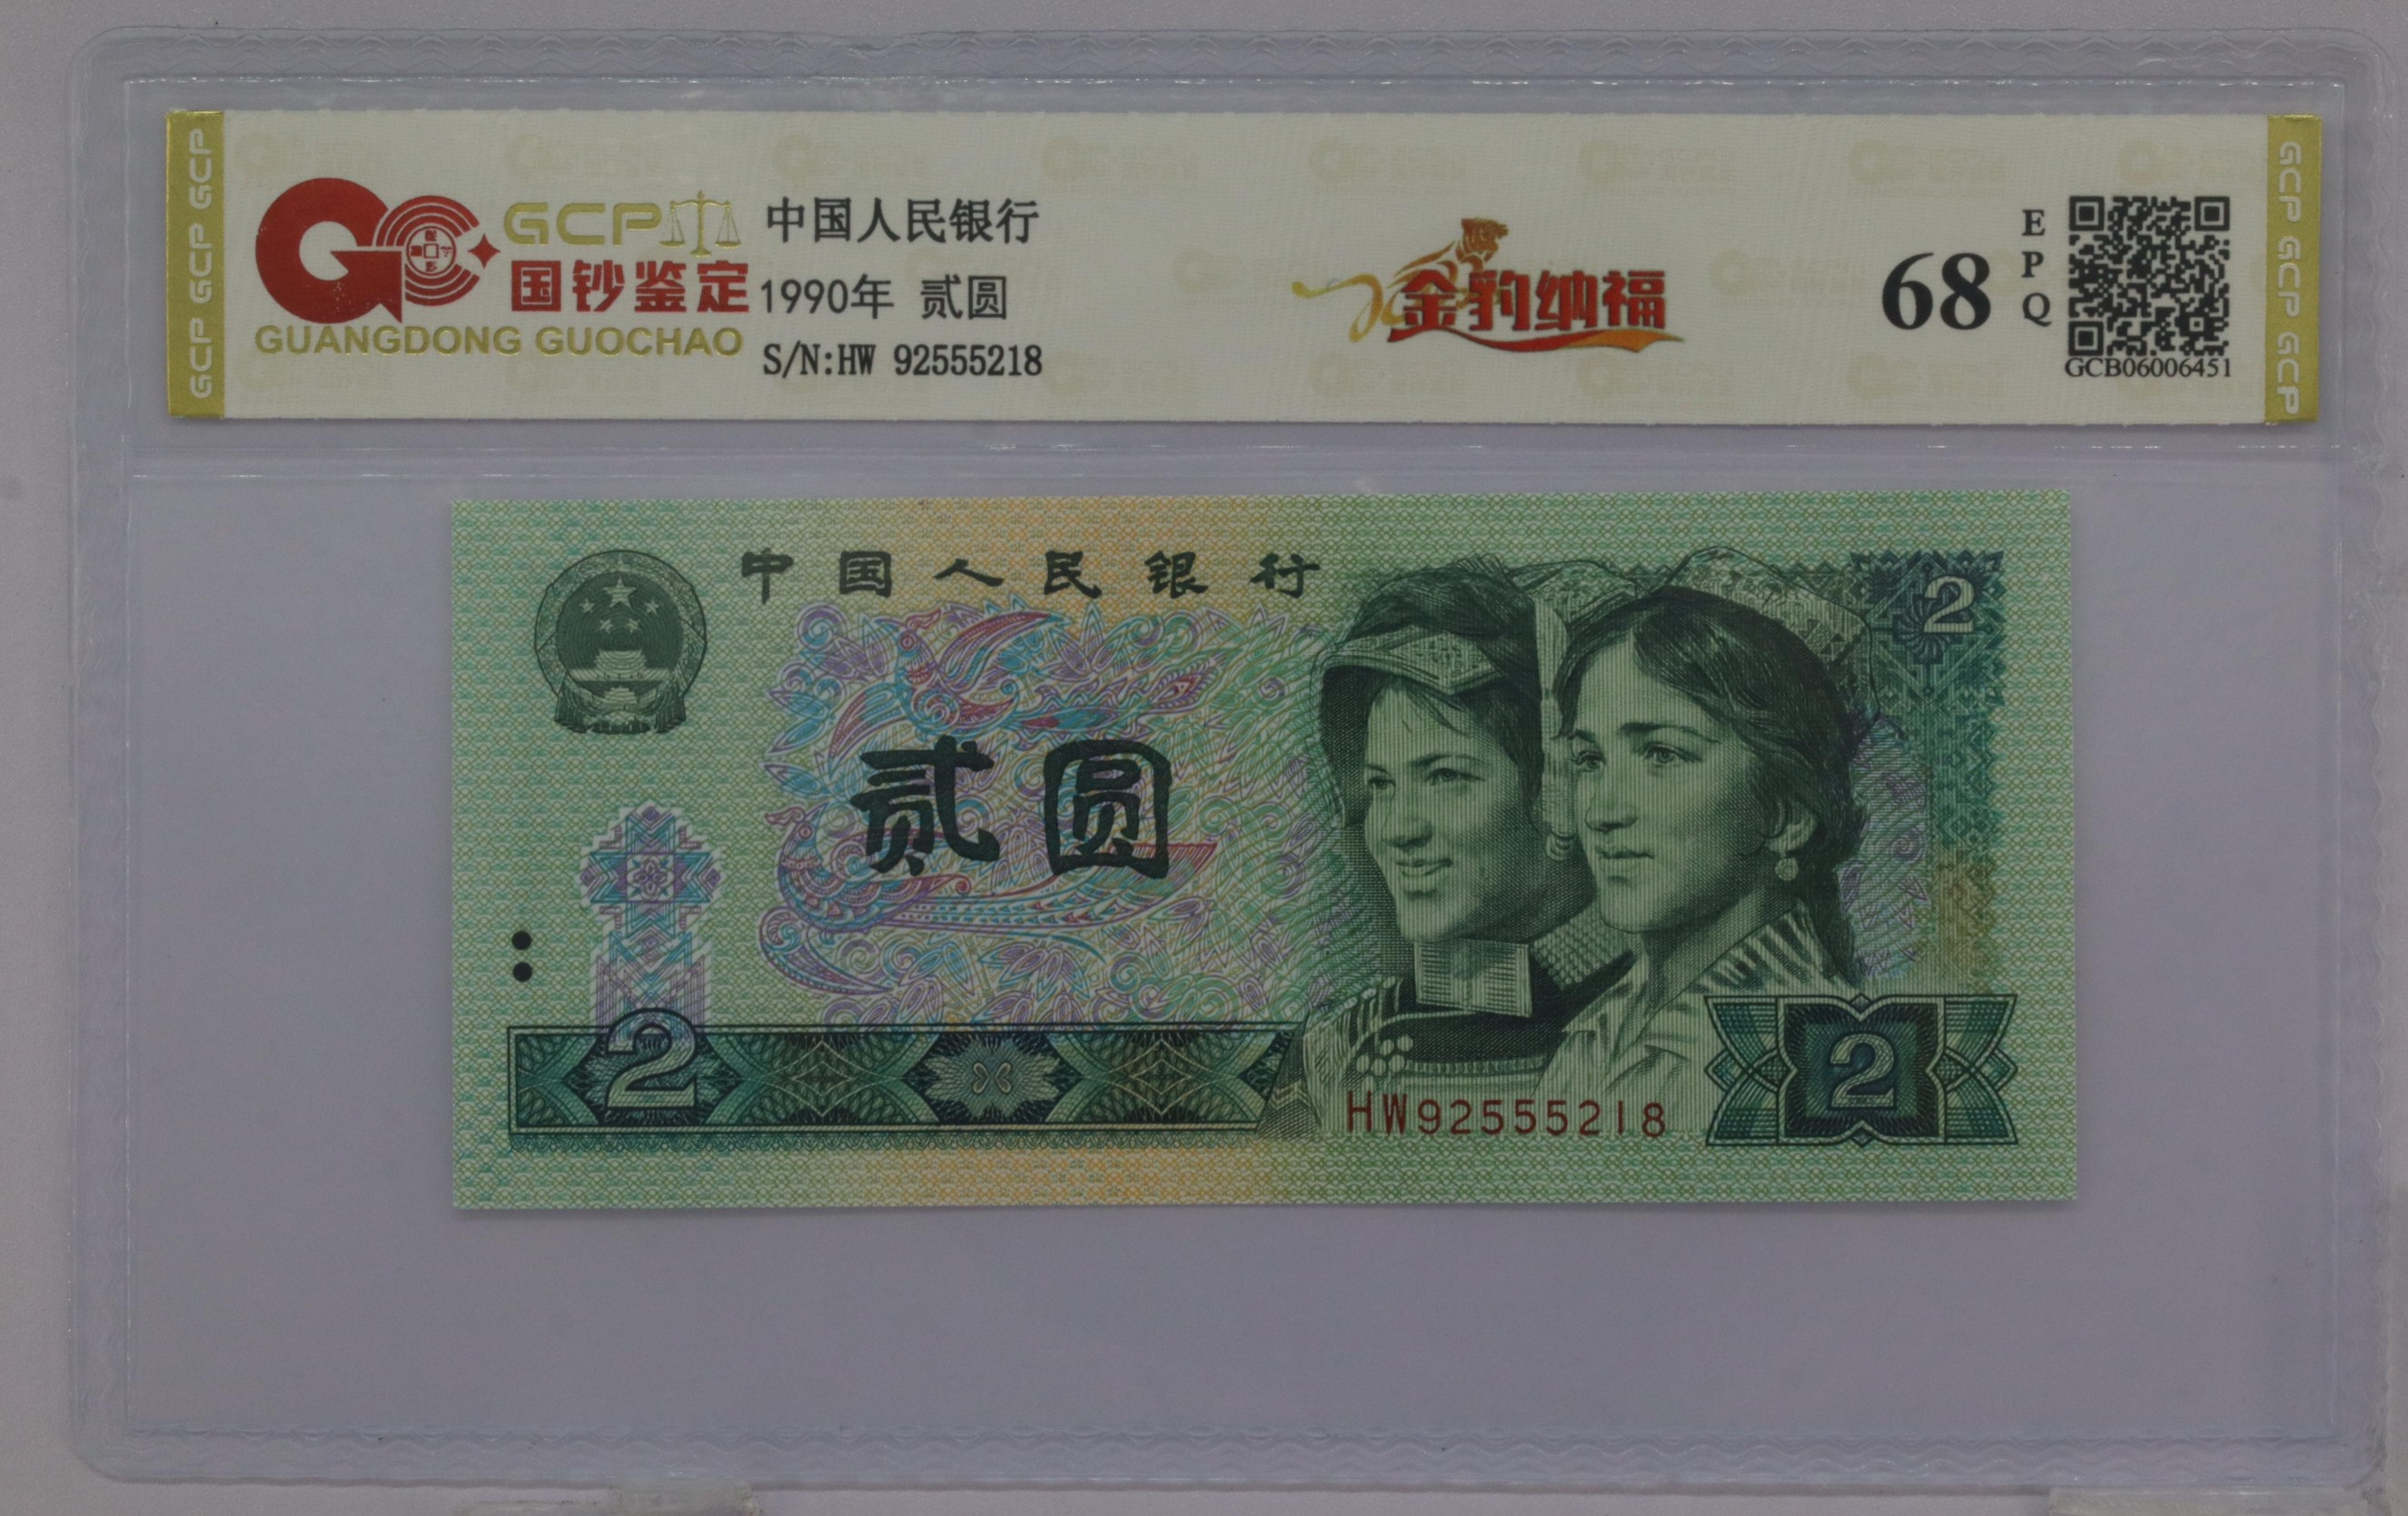 GCP GCP GCP
GCP
国钞鉴定
GUANGDONG GUOCHAO
中国人民银行
1990年 贰圆
S/N:HW 92555218
金豹纳福
68
EPQ
GCB06006451
GCP GCP GCP
中国人民银行
2
贰圆
2
HW92555218
2